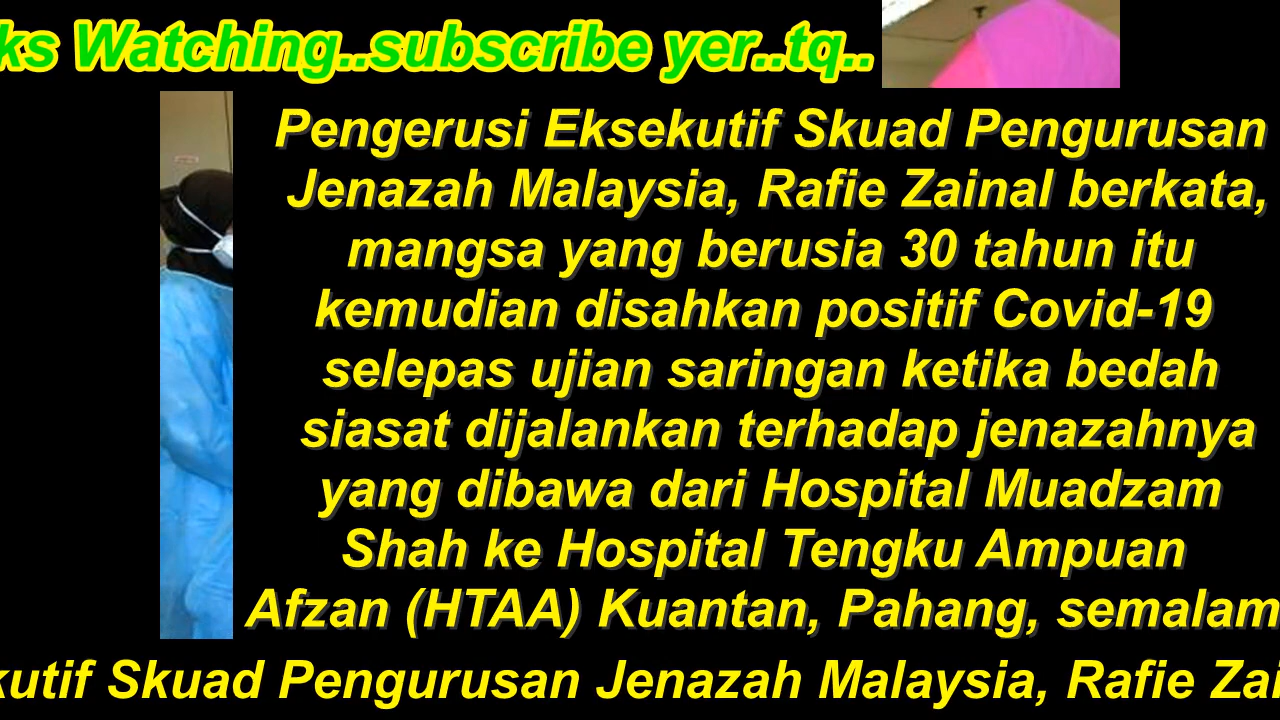 ks Watching..subscribe yer..tq..
Pengerusi Eksekutif Skuad Pengurusan
Jenazah Malaysia, Rafie Zainal berkata,
mangsa yang berusia 30 tahun itu
kemudian disahkan positif Covid-19
selepas ujian saringan ketika bedah
siasat dijalankan terhadap jenazahnya
yang dibawa dari Hospital Muadzam
Shah ke Hospital Tengku Ampuan
Afzan (HTAA) Kuantan, Pahang, semalam
kutif Skuad Pengurusan Jenazah Malaysia, Rafie Zai